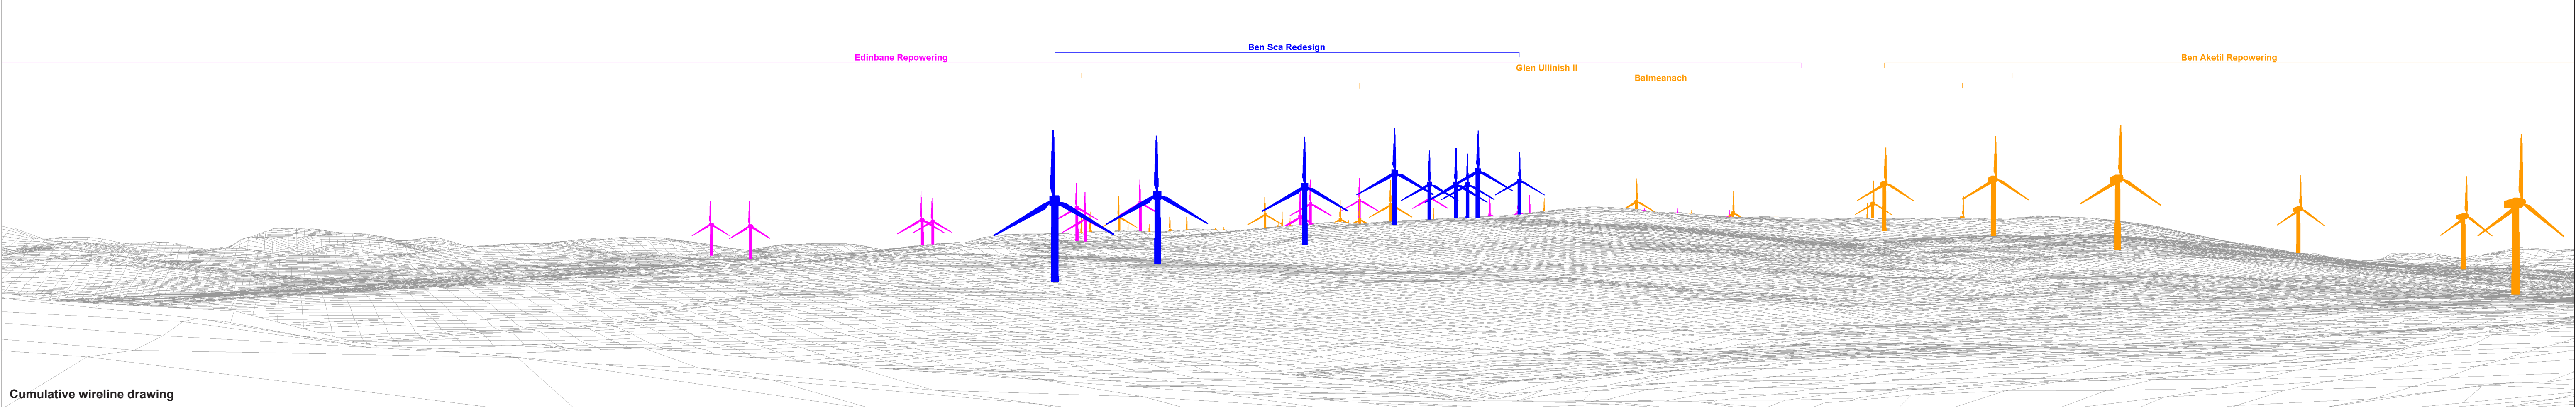 Ben Sca Redesign
Edinbane Repowering
Ben Aketil Repowering
Glen Ullinish II
Balmeanach
Cumulative wireline drawing